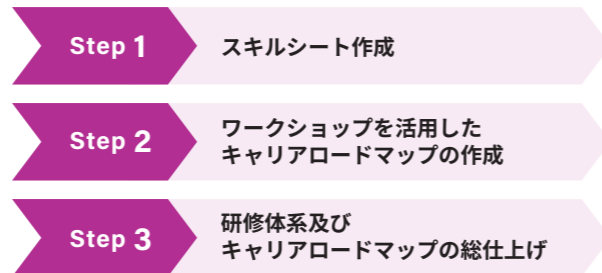 Step 1
スキルシート作成
Step 2
ワークショップを活用した
キャリアロードマップの作成
Step 3
研修体系及び
キャリアロードマップの総仕上げ